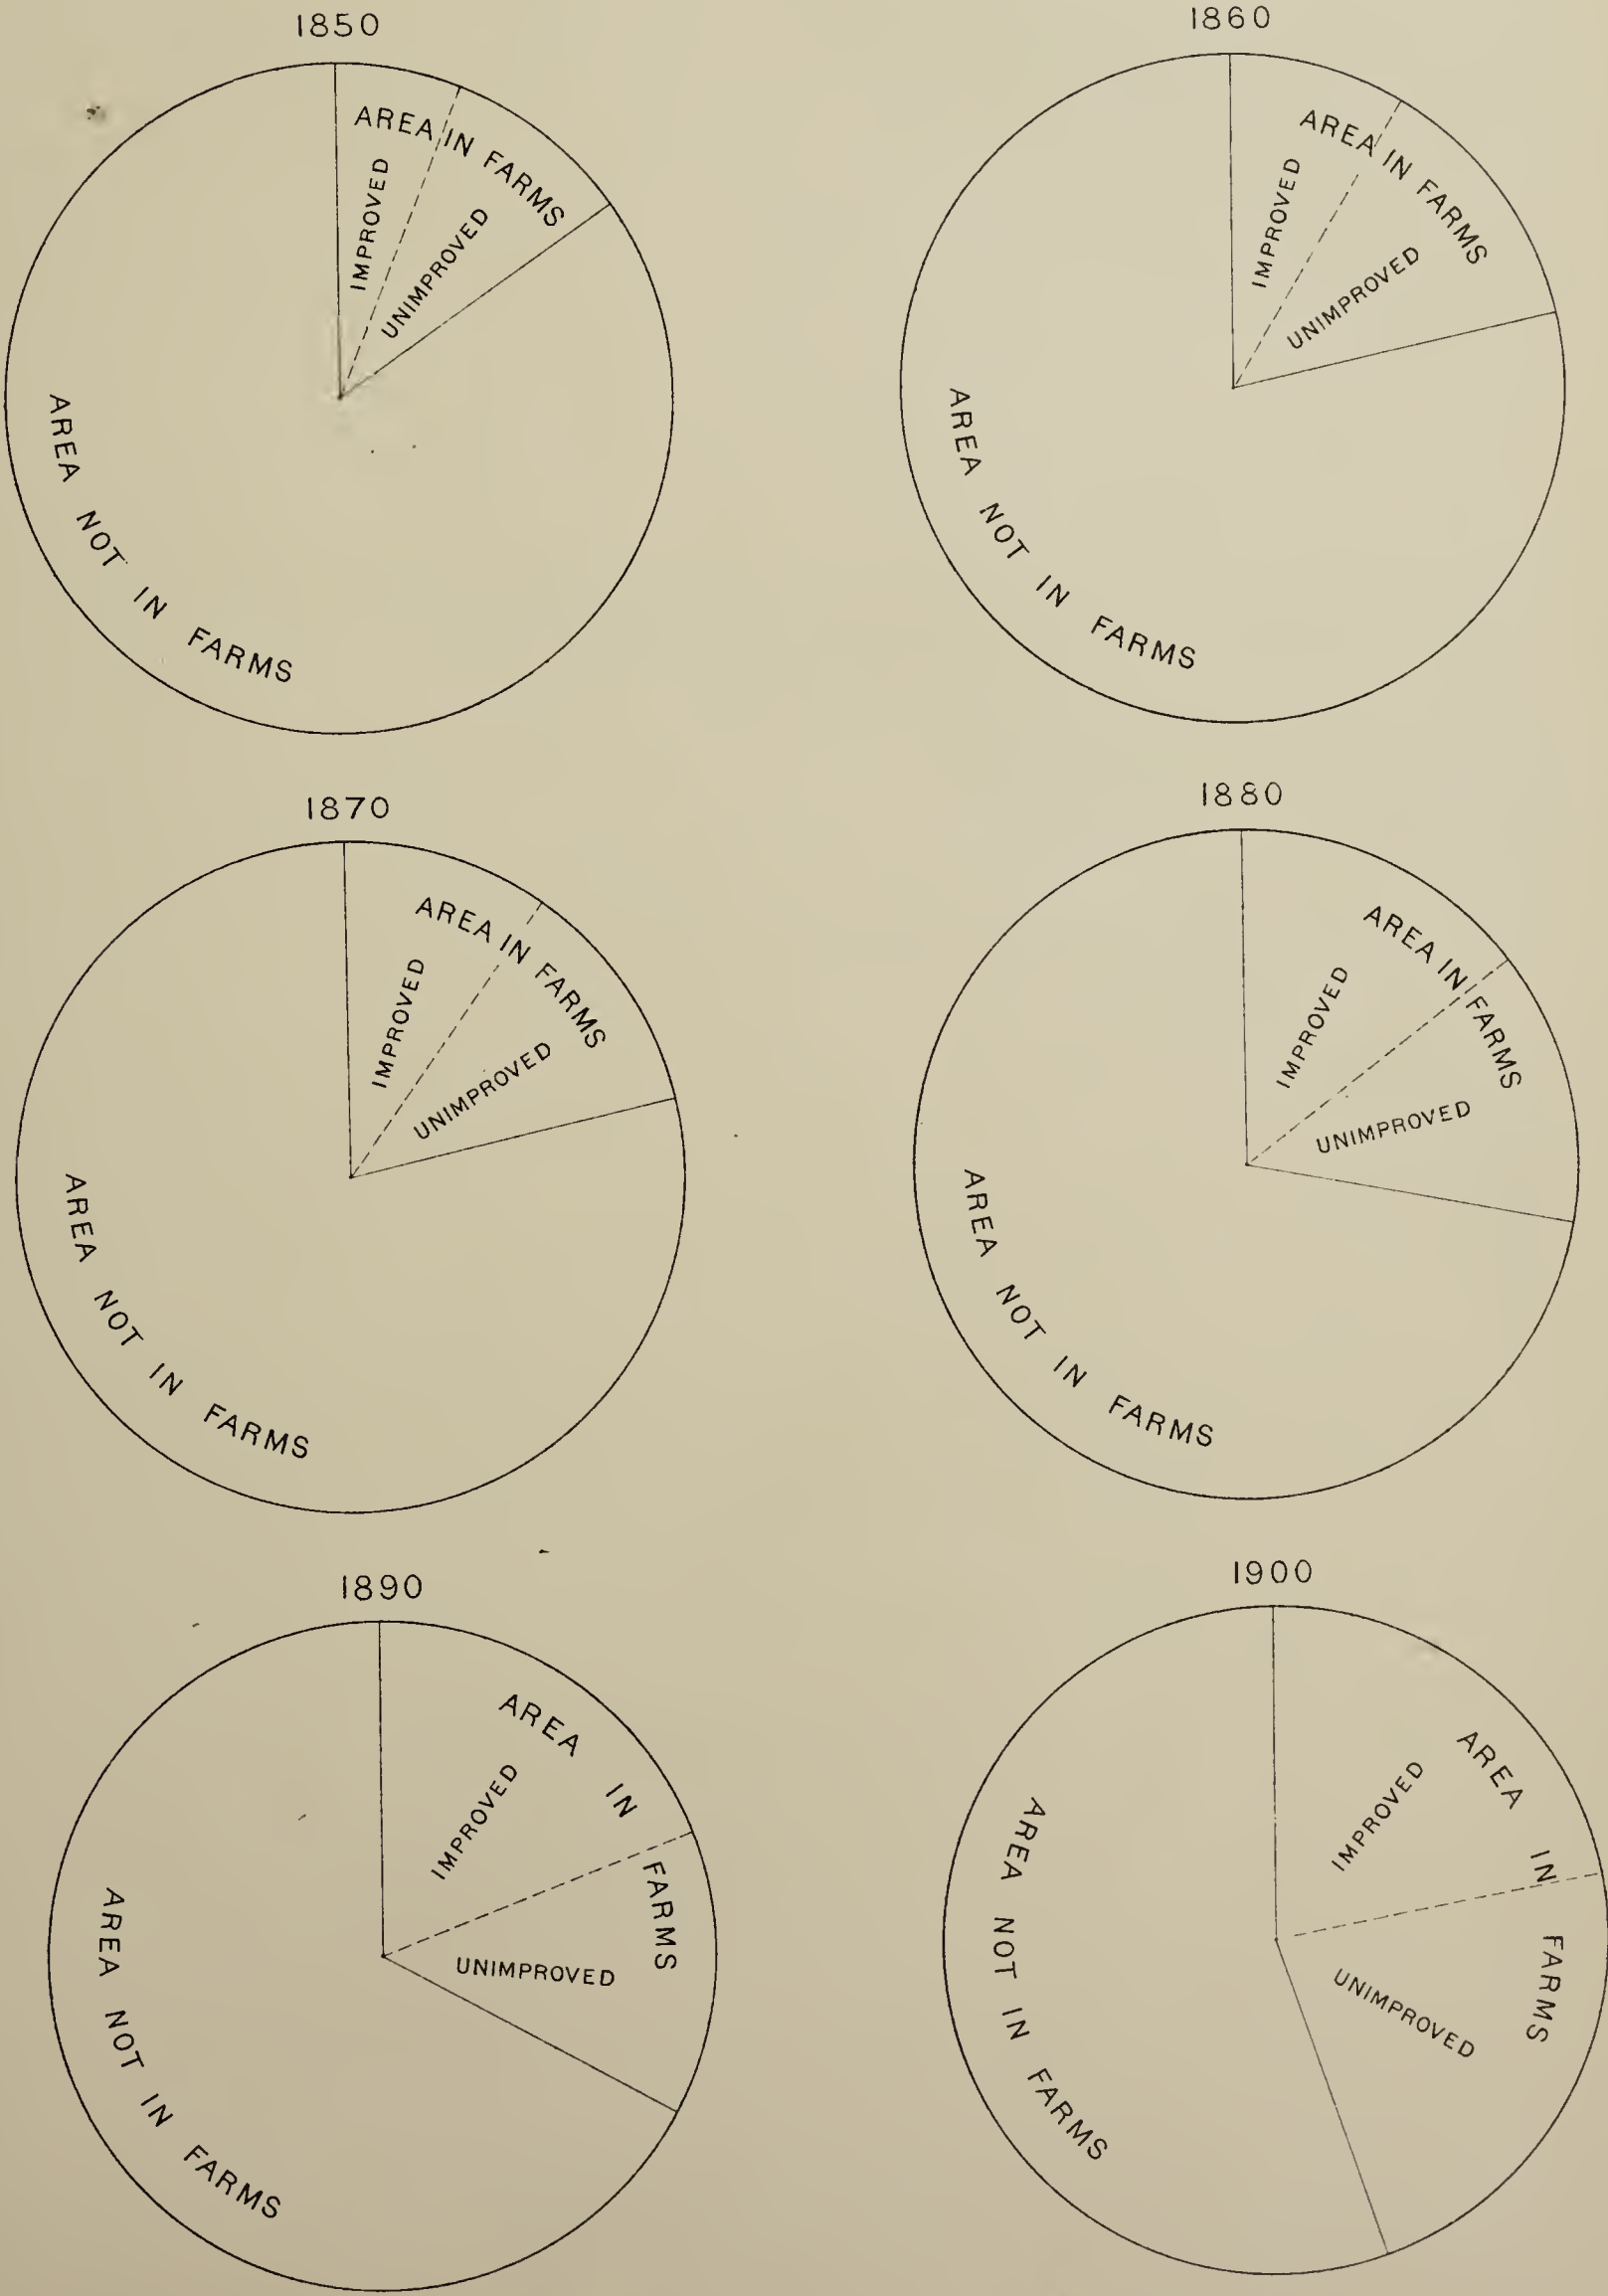 1850
AREA IN FARMS
IMPROVED
UNIMPROVED
AREA NOT IN FARMS
1860
AREA IN FARMS
IMPROVED
UNIMPROVED
AREA NOT IN FARMS
1870
AREA IN FARMS
IMPROVED
UNIMPROVED
AREA NOT IN FARMS
1880
AREA IN FARMS
IMPROVED
UNIMPROVED
AREA NOT IN FARMS
1890
AREA IN FARMS
IMPROVED
UNIMPROVED
AREA NOT IN FARMS
1900
AREA IN FARMS
IMPROVED
UNIMPROVED
AREA NOT IN FARMS